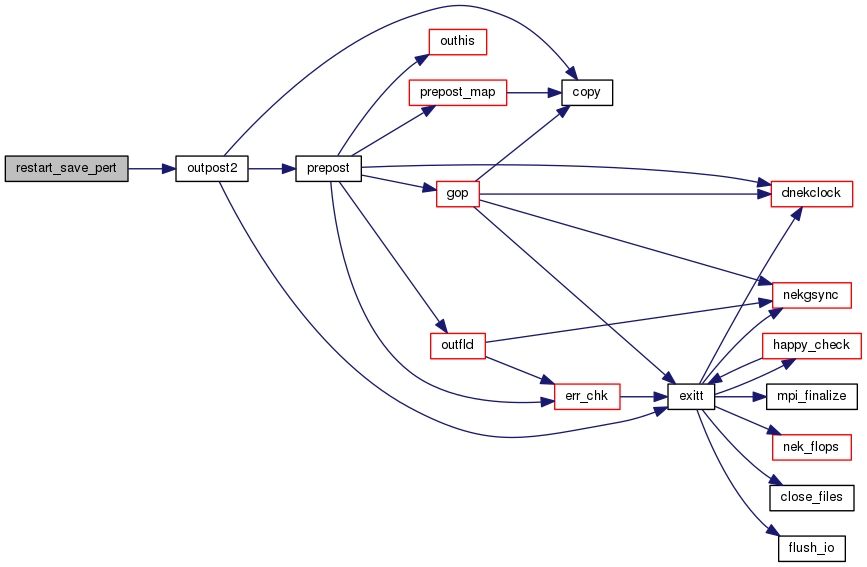 outhis
prepost_map
copy
restart_save_pert
outpost2
prepost
gop
dnekclock
nekgsync
outfld
happy_check
err_chk
exitt
mpi_finalize
nek_flops
close_files
flush_io